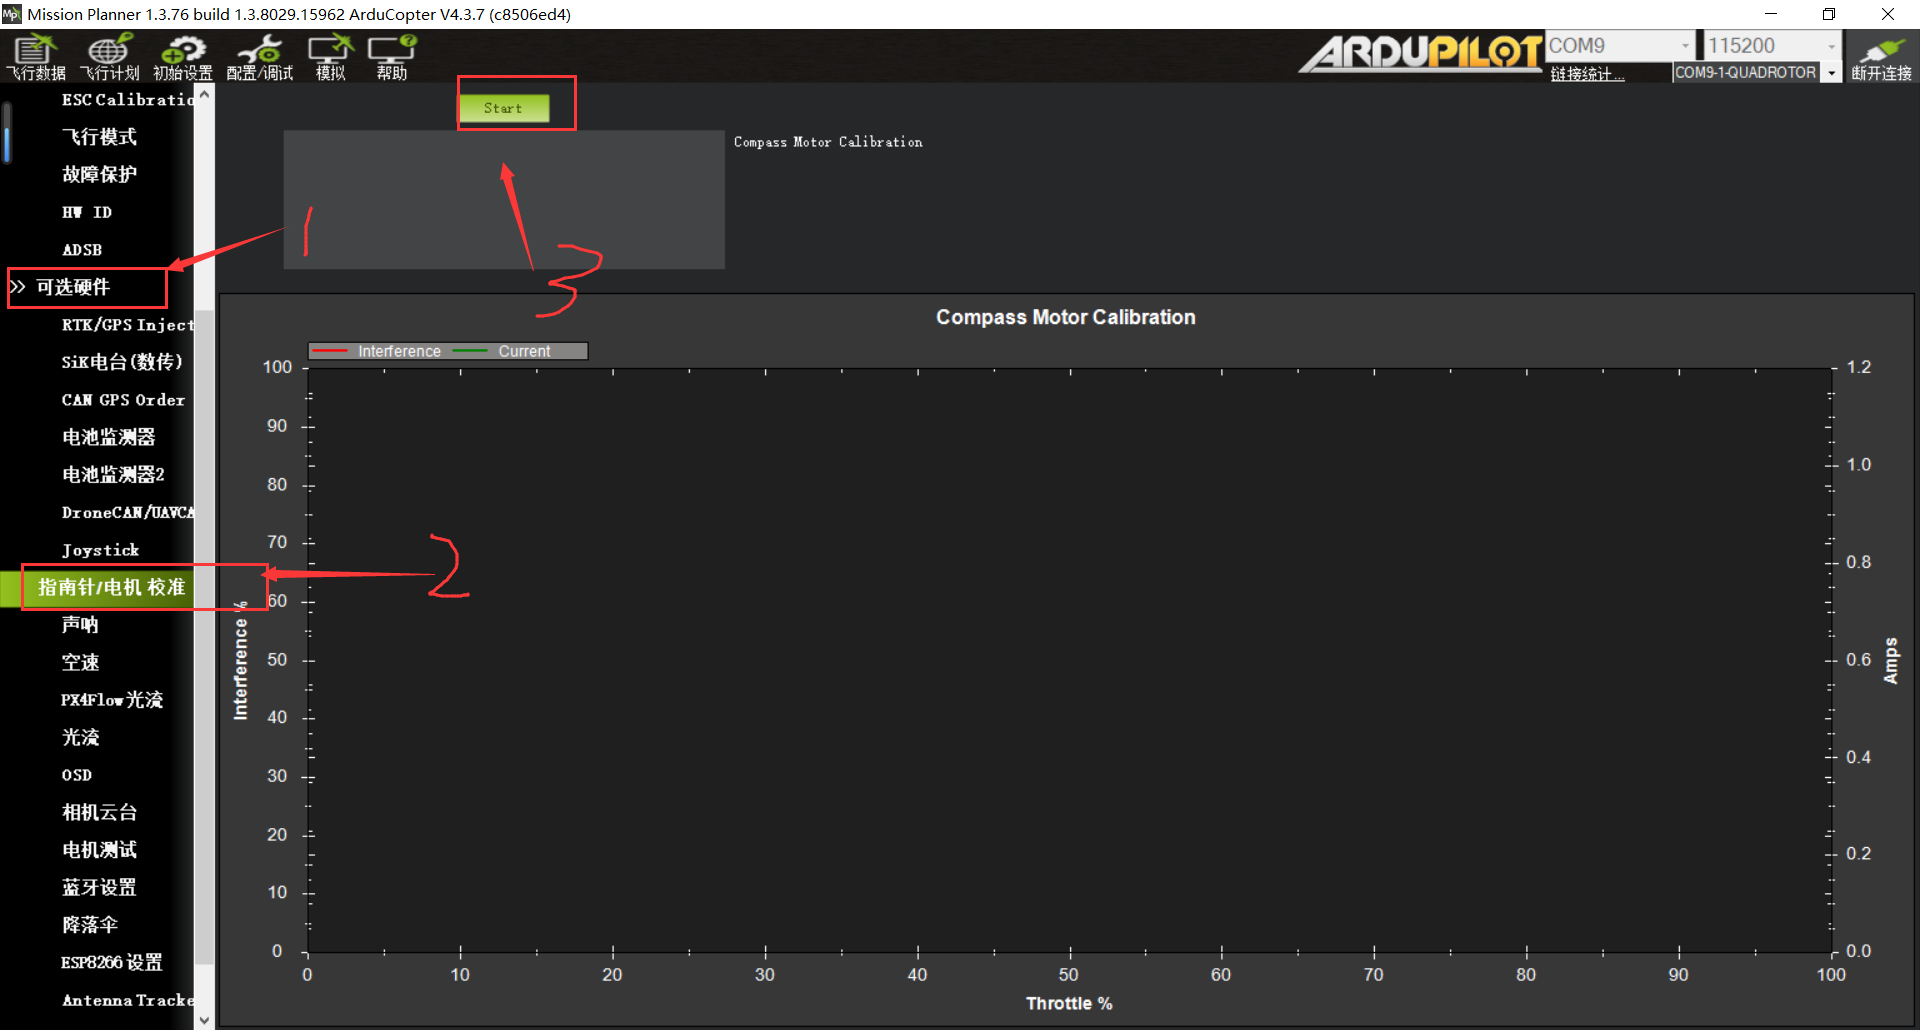 Mission Planner 1.3.76 build 1.3.8029.15962 ArduCopter V4.3.7 (c8506ed4)
飞行数据 飞行计划 初始设置 配置/调试 模拟 帮助
ARDUPILOT
COM9 115200
链接统计... COM9-1-QUADROTOR 断开连接
ESC Calibratio
飞行模式
故障保护
HW ID
ADSB
>> 可选硬件
RTK/GPS Inject
SiK电台(数传)
CAN GPS Order
电池监测器
电池监测器2
DroneCAN/UAVCA
Joystick
指南针/电机 校准
声呐
空速
PX4Flow光流
光流
OSD
相机云台
电机测试
蓝牙设置
降落伞
ESP8266 设置
Antenna Tracke
Start
Compass Motor Calibration
1
2
3
Compass Motor Calibration
Interference Current
100
90
80
70
60
50
40
30
20
10
0
Interference %
1.2
1.0
0.8
0.6
0.4
0.2
0.0
Amps
0 10 20 30 40 50 60 70 80 90 100
Throttle %